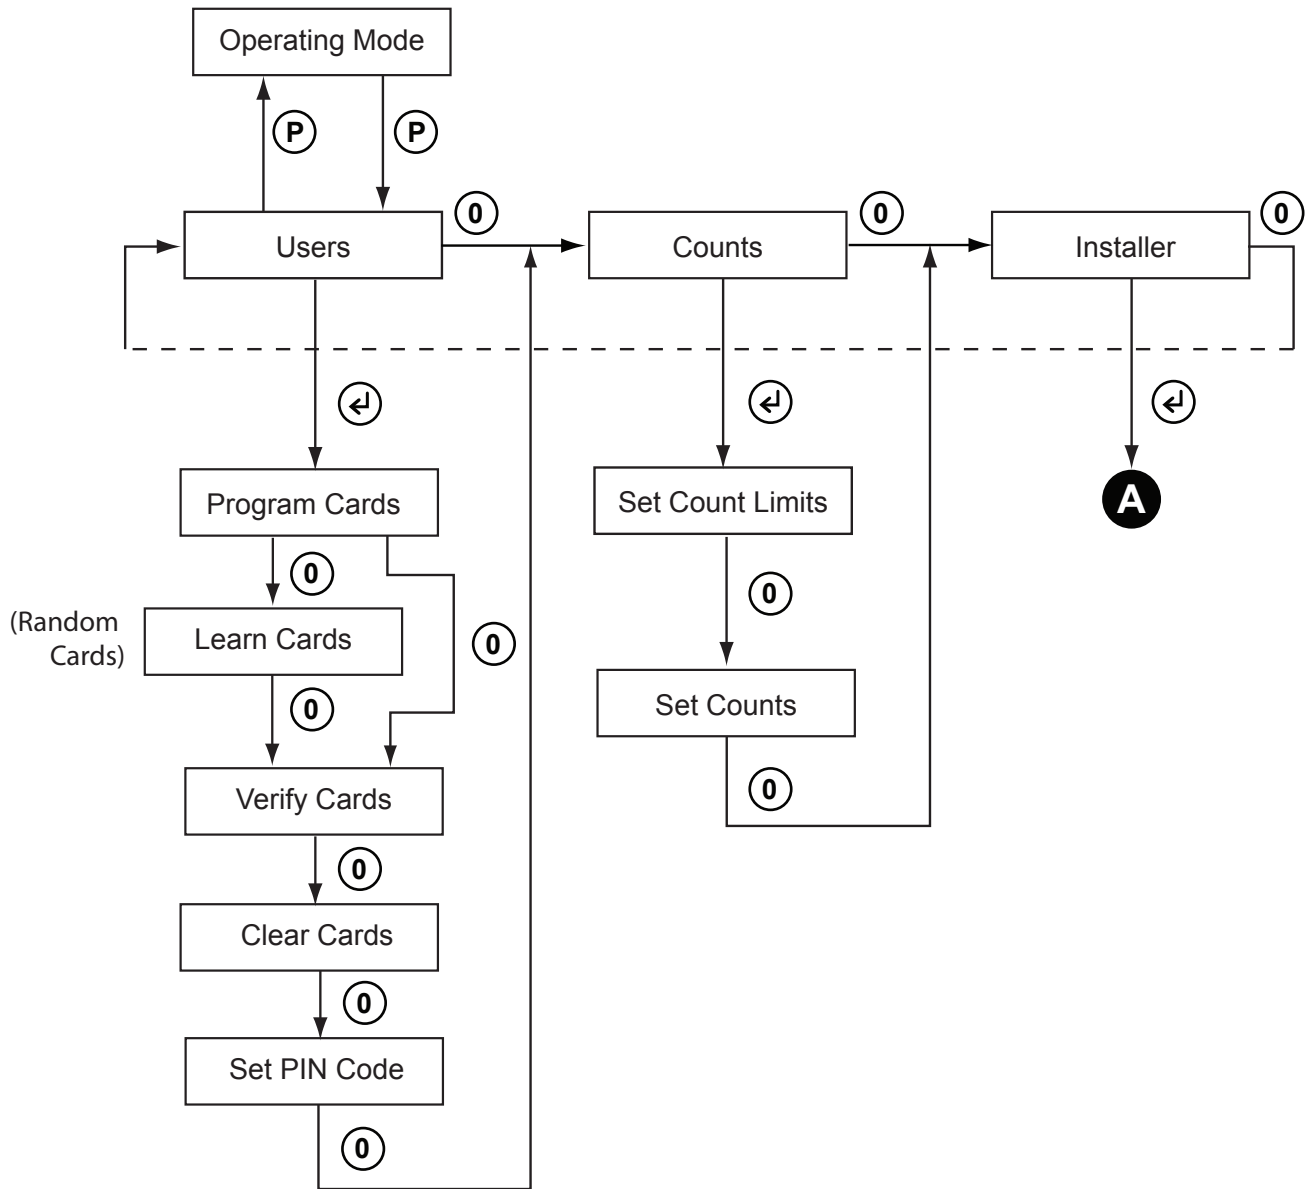 Operating Mode
P
P
0
0
0
Users
Counts
Installer
Program Cards
Set Count Limits
A
0
0
(Random
Cards)
Learn Cards
0
0
Set Counts
0
Verify Cards
0
Clear Cards
0
Set PIN Code
0